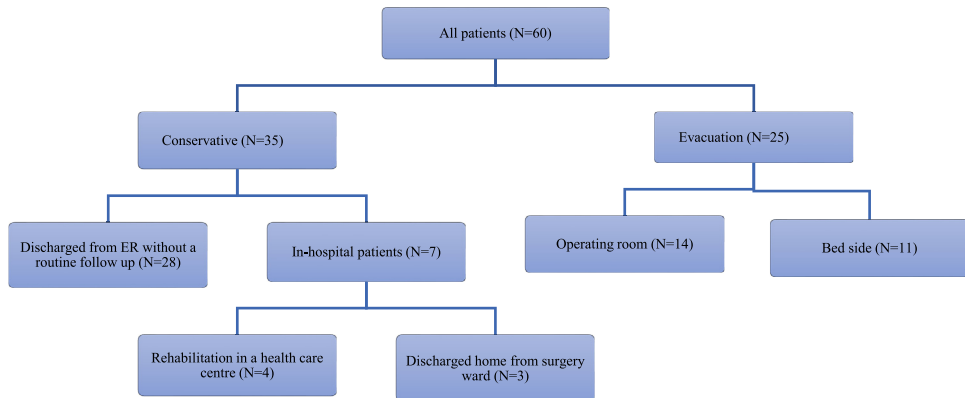 All patients (N=60)
Conservative (N=35)
Evacuation (N=25)
Discharged from ER without a
routine follow up (N=28)
In-hospital patients (N=7)
Operating room (N=14)
Bed side (N=11)
Rehabilitation in a health care
centre (N=4)
Discharged home from surgery
ward (N=3)